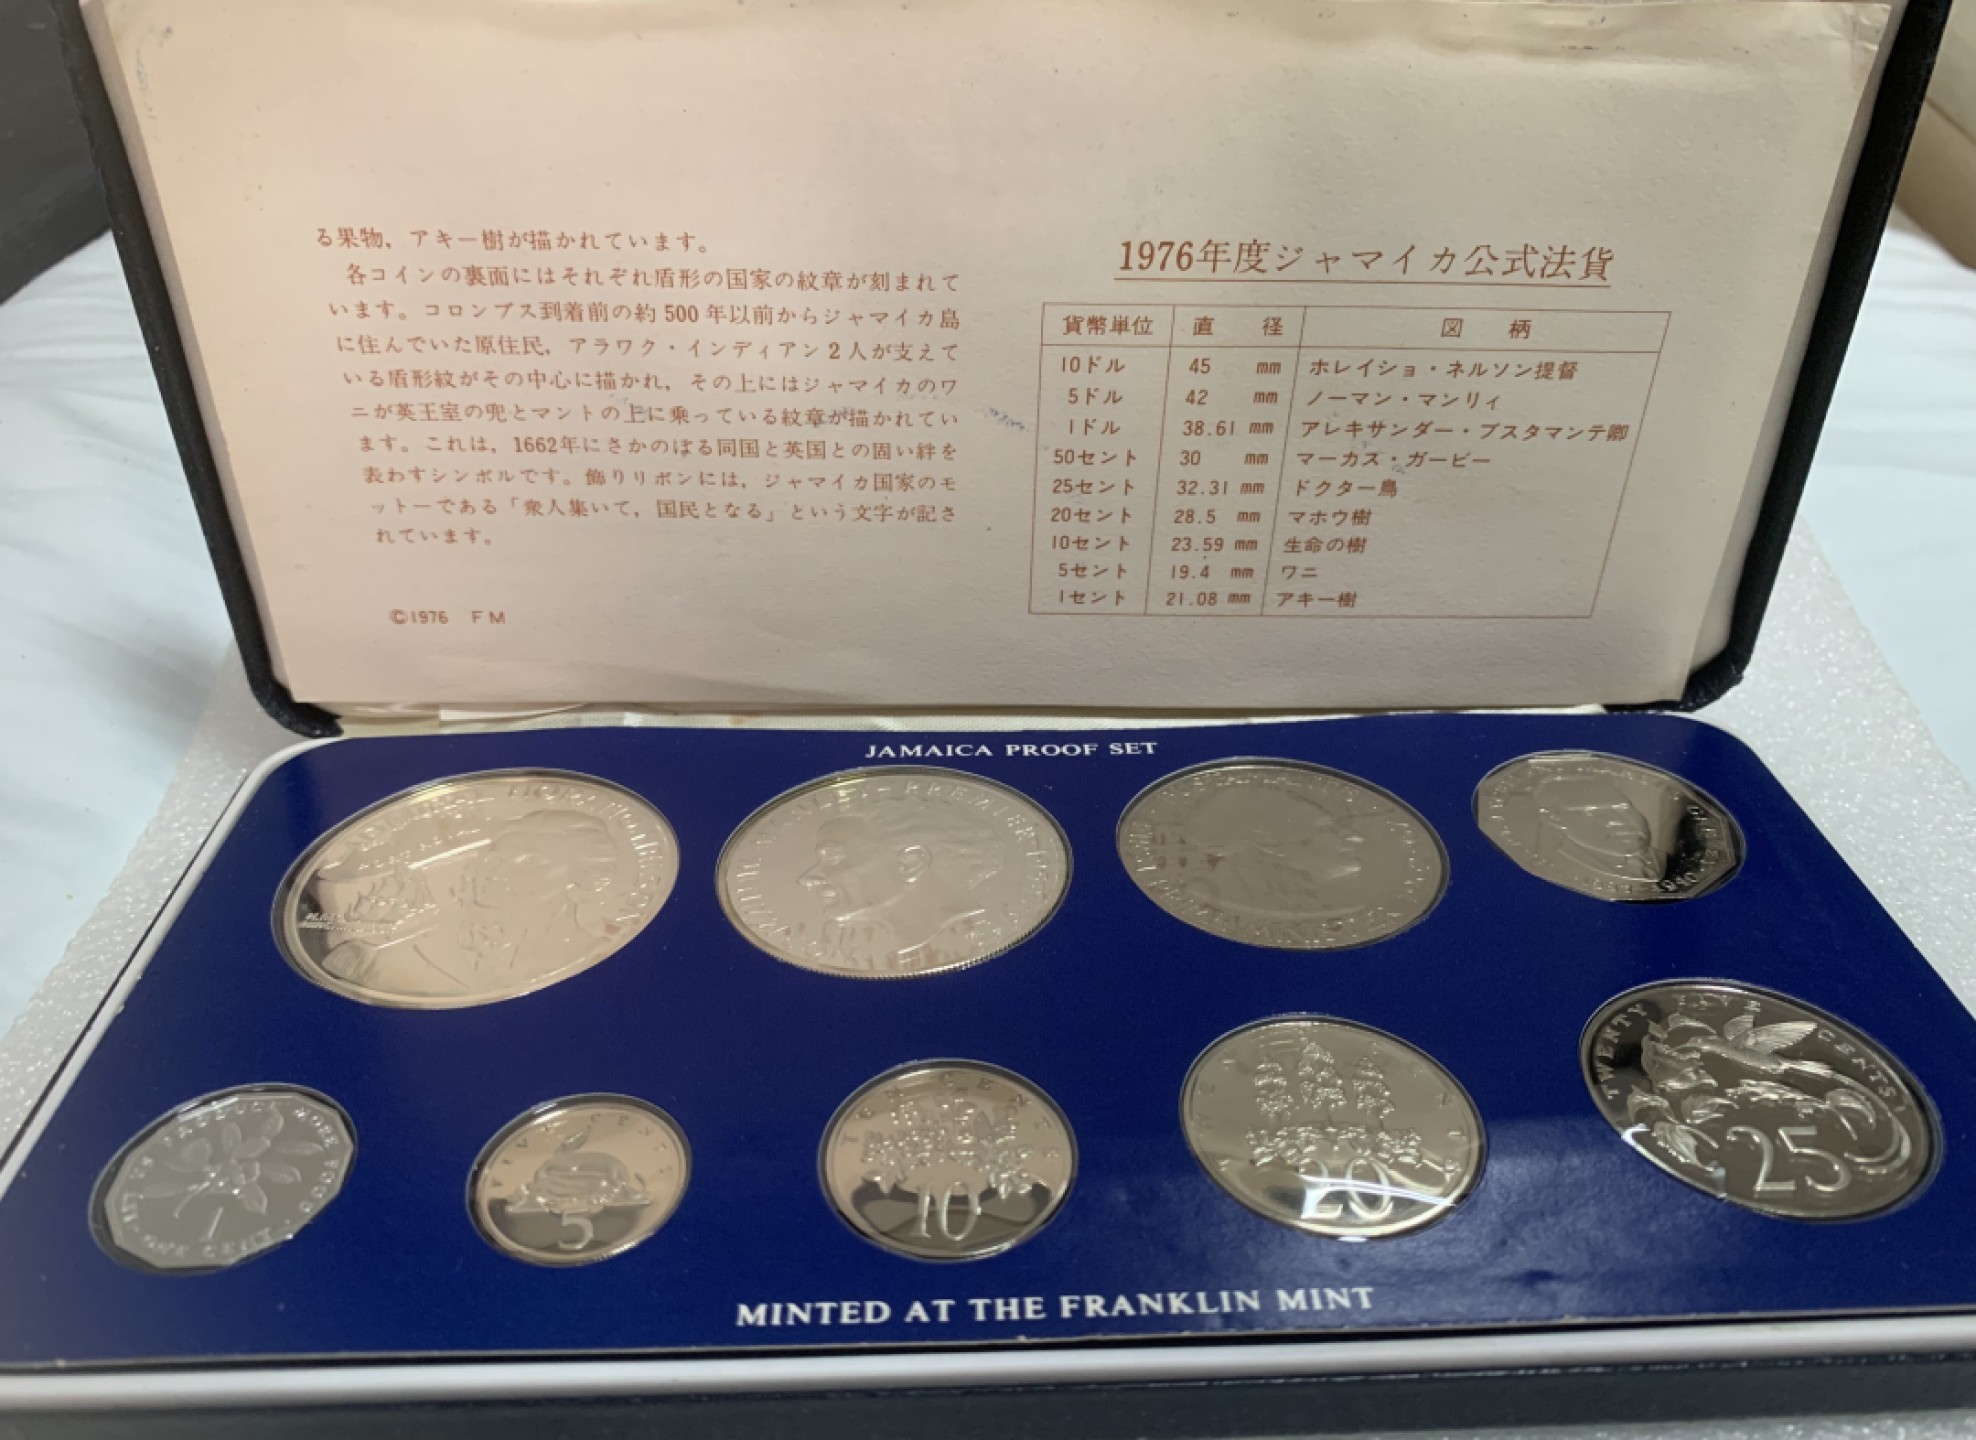 る果物，アキー樹が描かれています。
各コインの裏面にはそれぞれ盾形の国家の紋章が刻まれて
います。コロンブス到着前の約500年以前からジャマイカ島
に住んでいた原住民，アラワク・インディアン2人が支えて
いる盾形紋がその中心に描かれ，その上にはジャマイカのワ
ニが英王室の兜とマントの上に乗っている紋章が描かれてい
ます。これは，1662年にさかのぼる同国と英国との固い絆を
表わすシンボルです。飾りリボンには，ジャマイカ国家のモ
ットーである「衆人集いて，国民となる」という文字が記さ
れています。
©1976 FM
1976年度ジャマイカ公式法貨
貨幣単位 直径 図柄
10ドル 45 mm ホレイショ・ネルソン提督
5ドル 42 mm ノーマン・マンリィ
1ドル 38.61 mm アレキサンダー・ブスタマンテ卿
50セント 30 mm マーカス・ガービー
25セント 32.31 mm ドクター鳥
20セント 28.5 mm マホウ樹
10セント 23.59 mm 生命の樹
5セント 19.4 mm ワニ
1セント 21.08 mm アキー樹
JAMAICA PROOF SET
TWENTY FIVE CENTS
25
1
ONE CENT
FIVE CENTS
5
TEN CENTS
10
20
MINTED AT THE FRANKLIN MINT